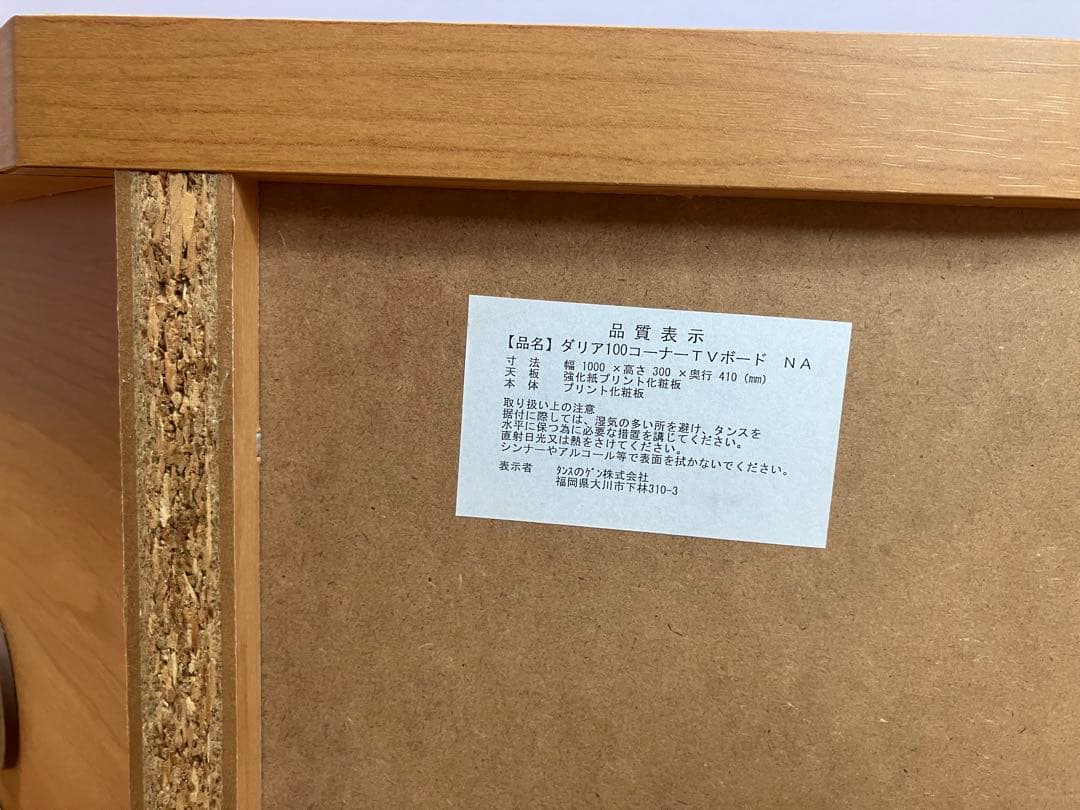 品質表示
【品名】ダリア100コーナーTVボード NA
寸法 幅 1000 ×高さ 300 ×奥行 410 (mm)
天板 強化紙プリント化粧板
本体 プリント化粧板
取り扱い上の注意
据付に際しては、湿気の多い所を避け、タンスを
水平に保つ為に必要な措置を講じてください。
直射日光又は熱をさけてください。
シンナーやアルコール等で表面を拭かないでください。
表示者 ﾀﾝｽのｹﾞﾝ株式会社
福岡県大川市下林310-3